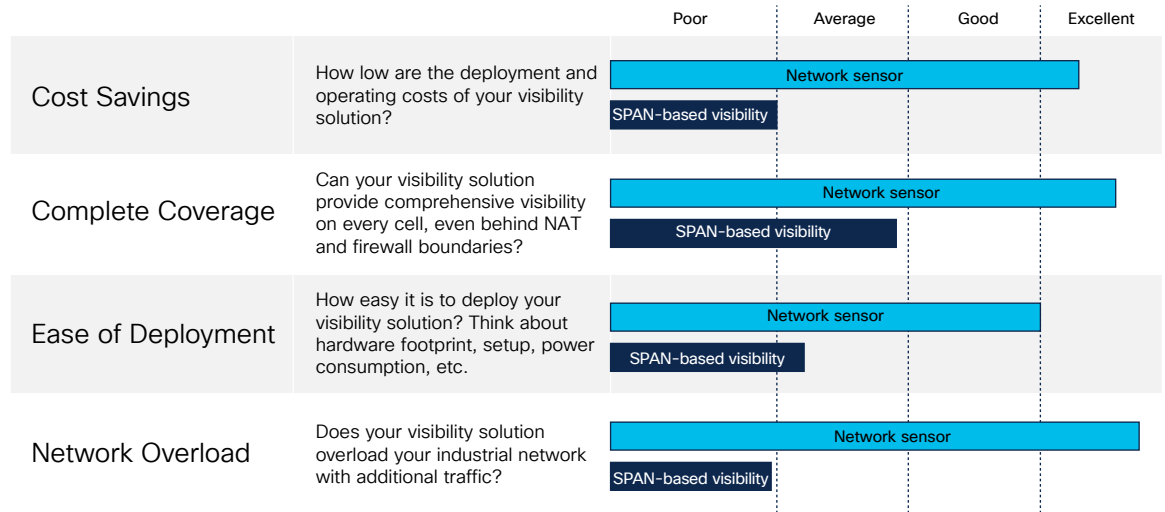 Poor
Average
Good
Excellent
Cost Savings
How low are the deployment and
operating costs of your visibility
solution?
Network sensor
SPAN-based visibility
Complete Coverage
Can your visibility solution
provide comprehensive visibility
on every cell, even behind NAT
and firewall boundaries?
Network sensor
SPAN-based visibility
Ease of Deployment
How easy it is to deploy your
visibility solution? Think about
hardware footprint, setup, power
consumption, etc.
Network sensor
SPAN-based visibility
Network Overload
Does your visibility solution
overload your industrial network
with additional traffic?
Network sensor
SPAN-based visibility